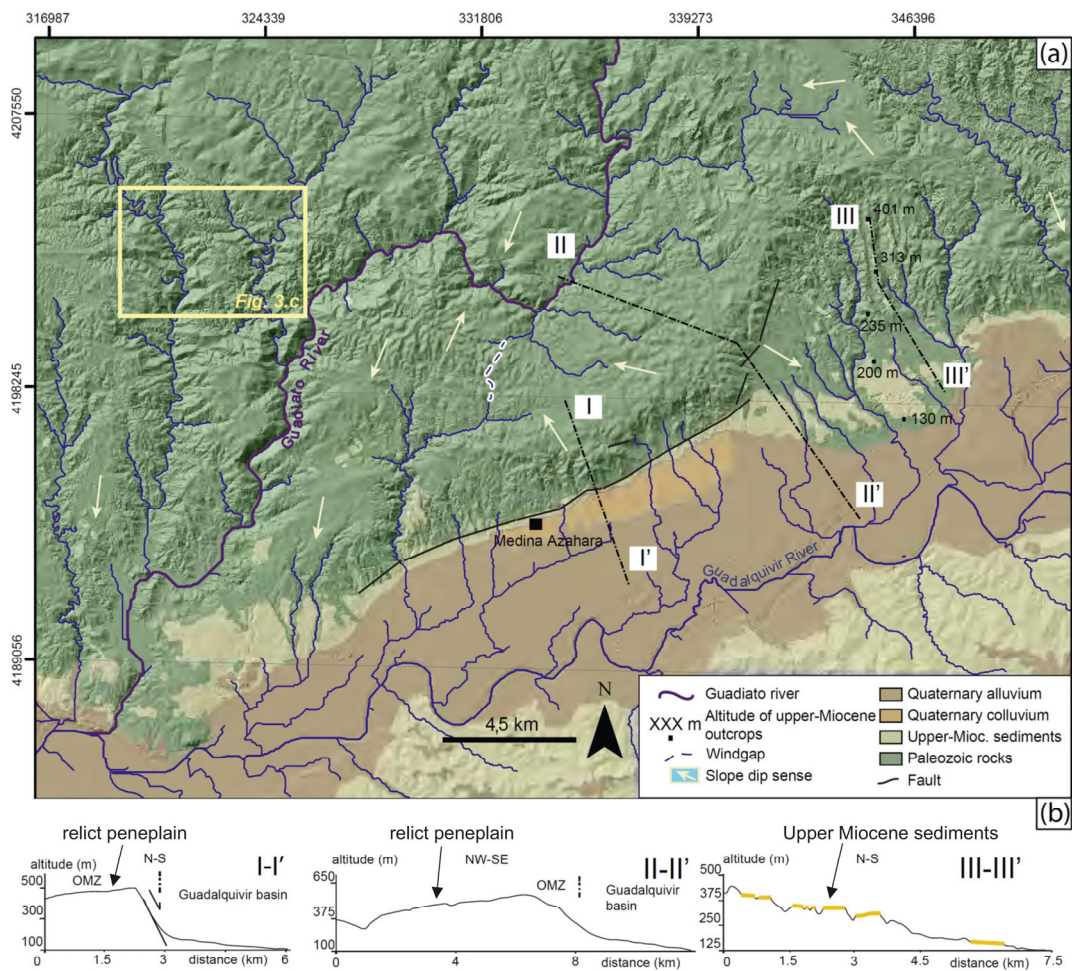 316987 324339 331806 339273 346396
(a)
4207550
4198245
4189056
Fig. 3.c
Guadiato River
II
III
401 m
313 m
235 m
200 m
130 m
III'
I
I'
II'
Medina Azahara
Guadalquivir River
N
4,5 km
Guadiato river
XXX m Altitude of upper-Miocene
outcrops
Windgap
Slope dip sense
Quaternary alluvium
Quaternary colluvium
Upper-Mioc. sediments
Paleozoic rocks
Fault
(b)
relict peneplain
altitude (m) N-S I-I'
500
300
100
OMZ
Guadalquivir basin
0 3 6
distance (km)
relict peneplain
altitude (m) NW-SE II-II'
650
375
100
OMZ
Guadalquivir
basin
0 4 8
distance (km)
Upper Miocene sediments
altitude (m) N-S III-III'
500
375
250
125
0 1.5 3.0 4.5 7.5
distance (km)